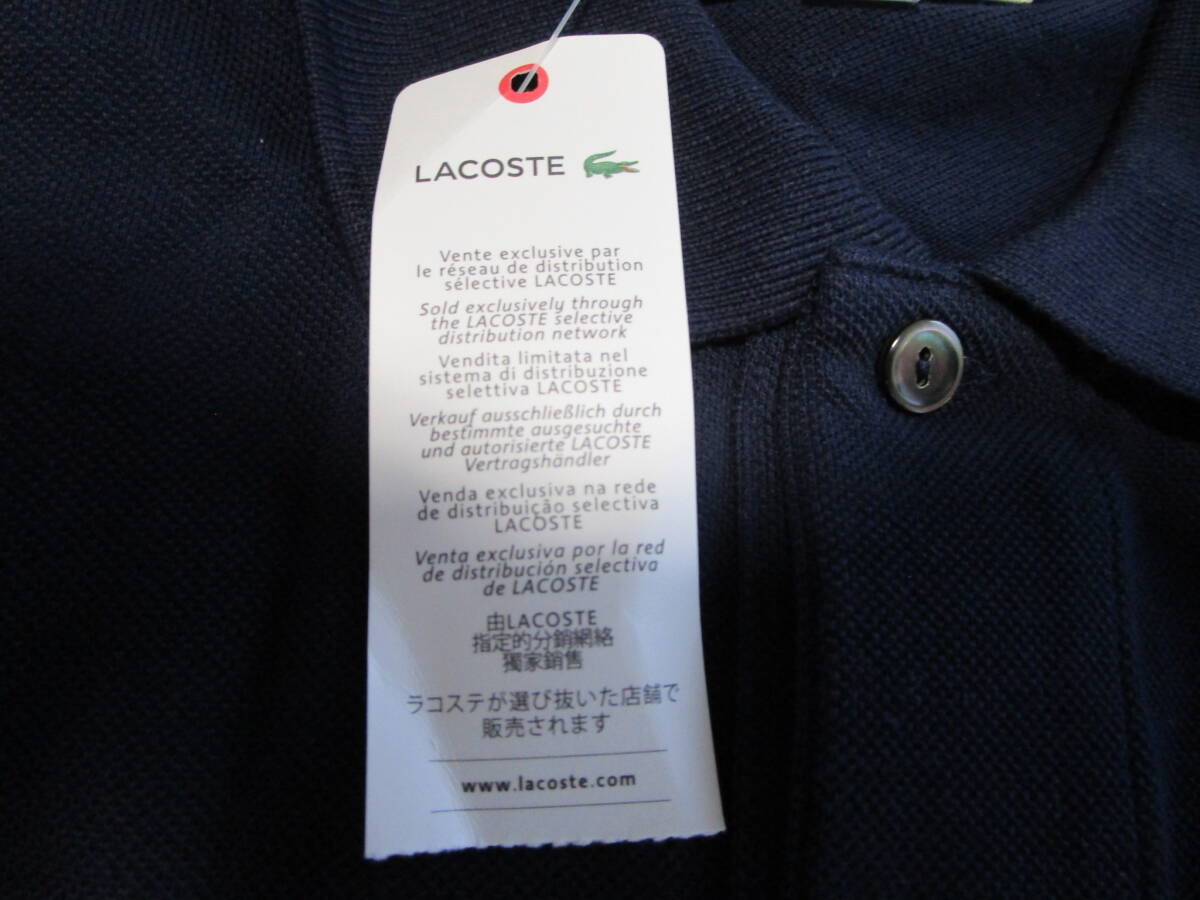 LACOSTE
Vente exclusive par
le réseau de distribution
sélective LACOSTE
Sold exclusively through
the LACOSTE selective
distribution network
Vendita limitata nel
sistema di distribuzione
selettiva LACOSTE
Verkauf ausschließlich durch
bestimmte ausgesuchte
und autorisierte LACOSTE
Vertragshändler
Venda exclusiva na rede
de distribuição selectiva
LACOSTE
Venta exclusiva por la red
de distribución selectiva
de LACOSTE
由LACOSTE
指定的分銷網絡
獨家銷售
ラコステが選び抜いた店舗で
販売されます
www.lacoste.com